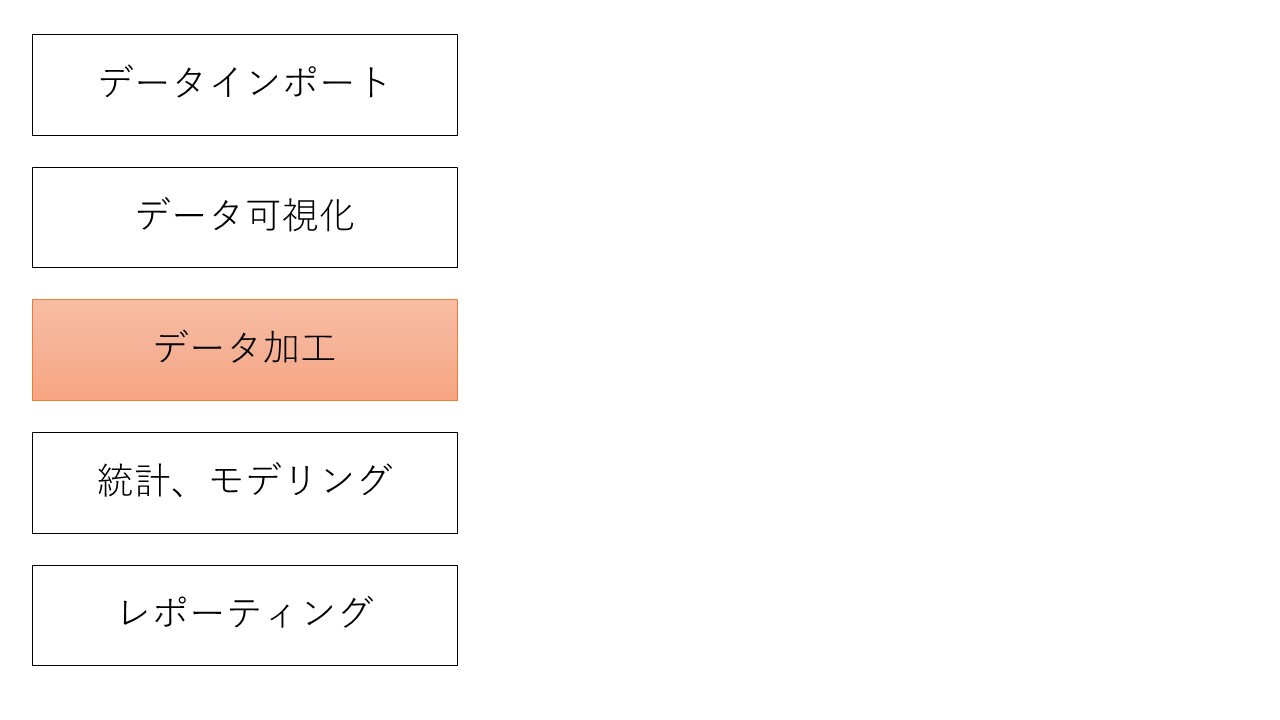 データインポート
データ可視化
データ加工
統計、モデリング
レポーティング